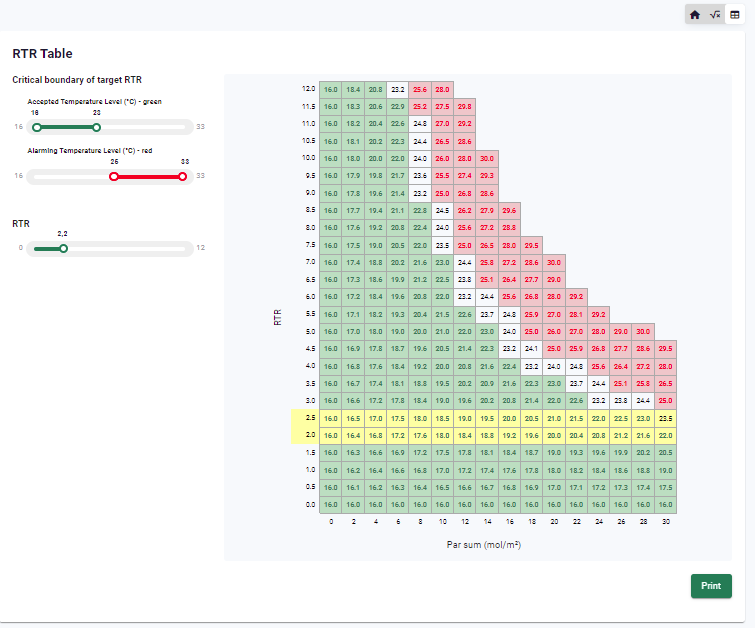 RTR Table
Critical boundary of target RTR
Accepted Temperature Level (°C) - green
16 23
16 33
Alarming Temperature Level (°C) - red
25 33
16 33
RTR
2,2
0 12
RTR
12.0 16.0 18.4 20.8 23.2 25.6 28.0
11.5 16.0 18.3 20.6 22.9 25.2 27.5 29.8
11.0 16.0 18.2 20.4 22.6 24.8 27.0 29.2
10.5 16.0 18.1 20.2 22.3 24.4 26.5 28.6
10.0 16.0 18.0 20.0 22.0 24.0 26.0 28.0 30.0
9.5 16.0 17.9 19.8 21.7 23.6 25.5 27.4 29.3
9.0 16.0 17.8 19.6 21.4 23.2 25.0 26.8 28.6
8.5 16.0 17.7 19.4 21.1 22.8 24.5 26.2 27.9 29.6
8.0 16.0 17.6 19.2 20.8 22.4 24.0 25.6 27.2 28.8
7.5 16.0 17.5 19.0 20.5 22.0 23.5 25.0 26.5 28.0 29.5
7.0 16.0 17.4 18.8 20.2 21.6 23.0 24.4 25.8 27.2 28.6 30.0
6.5 16.0 17.3 18.6 19.9 21.2 22.5 23.8 25.1 26.4 27.7 29.0
6.0 16.0 17.2 18.4 19.6 20.8 22.0 23.2 24.4 25.6 26.8 28.0 29.2
5.5 16.0 17.1 18.2 19.3 20.4 21.5 22.6 23.7 24.8 25.9 27.0 28.1 29.2
5.0 16.0 17.0 18.0 19.0 20.0 21.0 22.0 23.0 24.0 25.0 26.0 27.0 28.0 29.0 30.0
4.5 16.0 16.9 17.8 18.7 19.6 20.5 21.4 22.3 23.2 24.1 25.0 25.9 26.8 27.7 28.6 29.5
4.0 16.0 16.8 17.6 18.4 19.2 20.0 20.8 21.6 22.4 23.2 24.0 24.8 25.6 26.4 27.2 28.0
3.5 16.0 16.7 17.4 18.1 18.8 19.5 20.2 20.9 21.6 22.3 23.0 23.7 24.4 25.1 25.8 26.5
3.0 16.0 16.6 17.2 17.8 18.4 19.0 19.6 20.2 20.8 21.4 22.0 22.6 23.2 23.8 24.4 25.0
2.5 16.0 16.5 17.0 17.5 18.0 18.5 19.0 19.5 20.0 20.5 21.0 21.5 22.0 22.5 23.0 23.5
2.0 16.0 16.4 16.8 17.2 17.6 18.0 18.4 18.8 19.2 19.6 20.0 20.4 20.8 21.2 21.6 22.0
1.5 16.0 16.3 16.6 16.9 17.2 17.5 17.8 18.1 18.4 18.7 19.0 19.3 19.6 19.9 20.2 20.5
1.0 16.0 16.2 16.4 16.6 16.8 17.0 17.2 17.4 17.6 17.8 18.0 18.2 18.4 18.6 18.8 19.0
0.5 16.0 16.1 16.2 16.3 16.4 16.5 16.6 16.7 16.8 16.9 17.0 17.1 17.2 17.3 17.4 17.5
0.0 16.0 16.0 16.0 16.0 16.0 16.0 16.0 16.0 16.0 16.0 16.0 16.0 16.0 16.0 16.0 16.0
0 2 4 6 8 10 12 14 16 18 20 22 24 26 28 30
Par sum (mol/m²)
Print